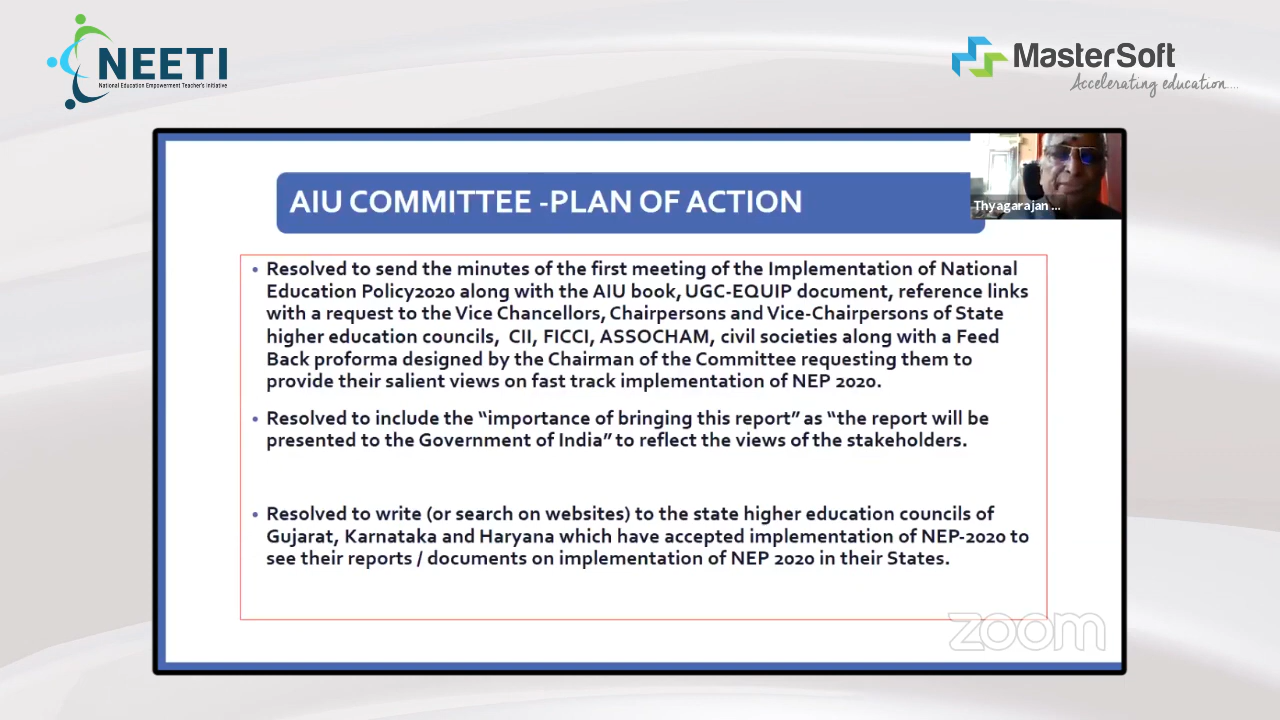 NEETI
National Education Empowerment Teacher's Initiative
MasterSoft
Accelerating education....
AIU COMMITTEE -PLAN OF ACTION
Thyagarajan ...
• Resolved to send the minutes of the first meeting of the Implementation of National
Education Policy2020 along with the AIU book, UGC-EQUIP document, reference links
with a request to the Vice Chancellors, Chairpersons and Vice-Chairpersons of State
higher education councils, CII, FICCI, ASSOCHAM, civil societies along with a Feed
Back proforma designed by the Chairman of the Committee requesting them to
provide their salient views on fast track implementation of NEP 2020.
• Resolved to include the “importance of bringing this report” as “the report will be
presented to the Government of India” to reflect the views of the stakeholders.
• Resolved to write (or search on websites) to the state higher education councils of
Gujarat, Karnataka and Haryana which have accepted implementation of NEP-2020 to
see their reports / documents on implementation of NEP 2020 in their States.
zoom